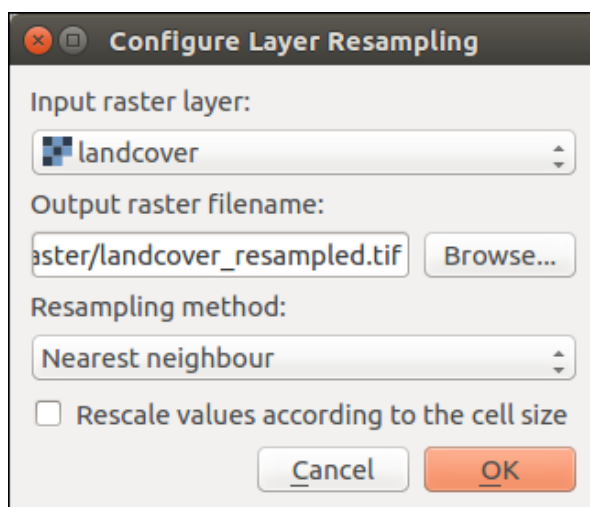 Configure Layer Resampling
Input raster layer:
landcover
Output raster filename:
aster/landcover_resampled.tif
Browse...
Resampling method:
Nearest neighbour
Rescale values according to the cell size
Cancel
OK